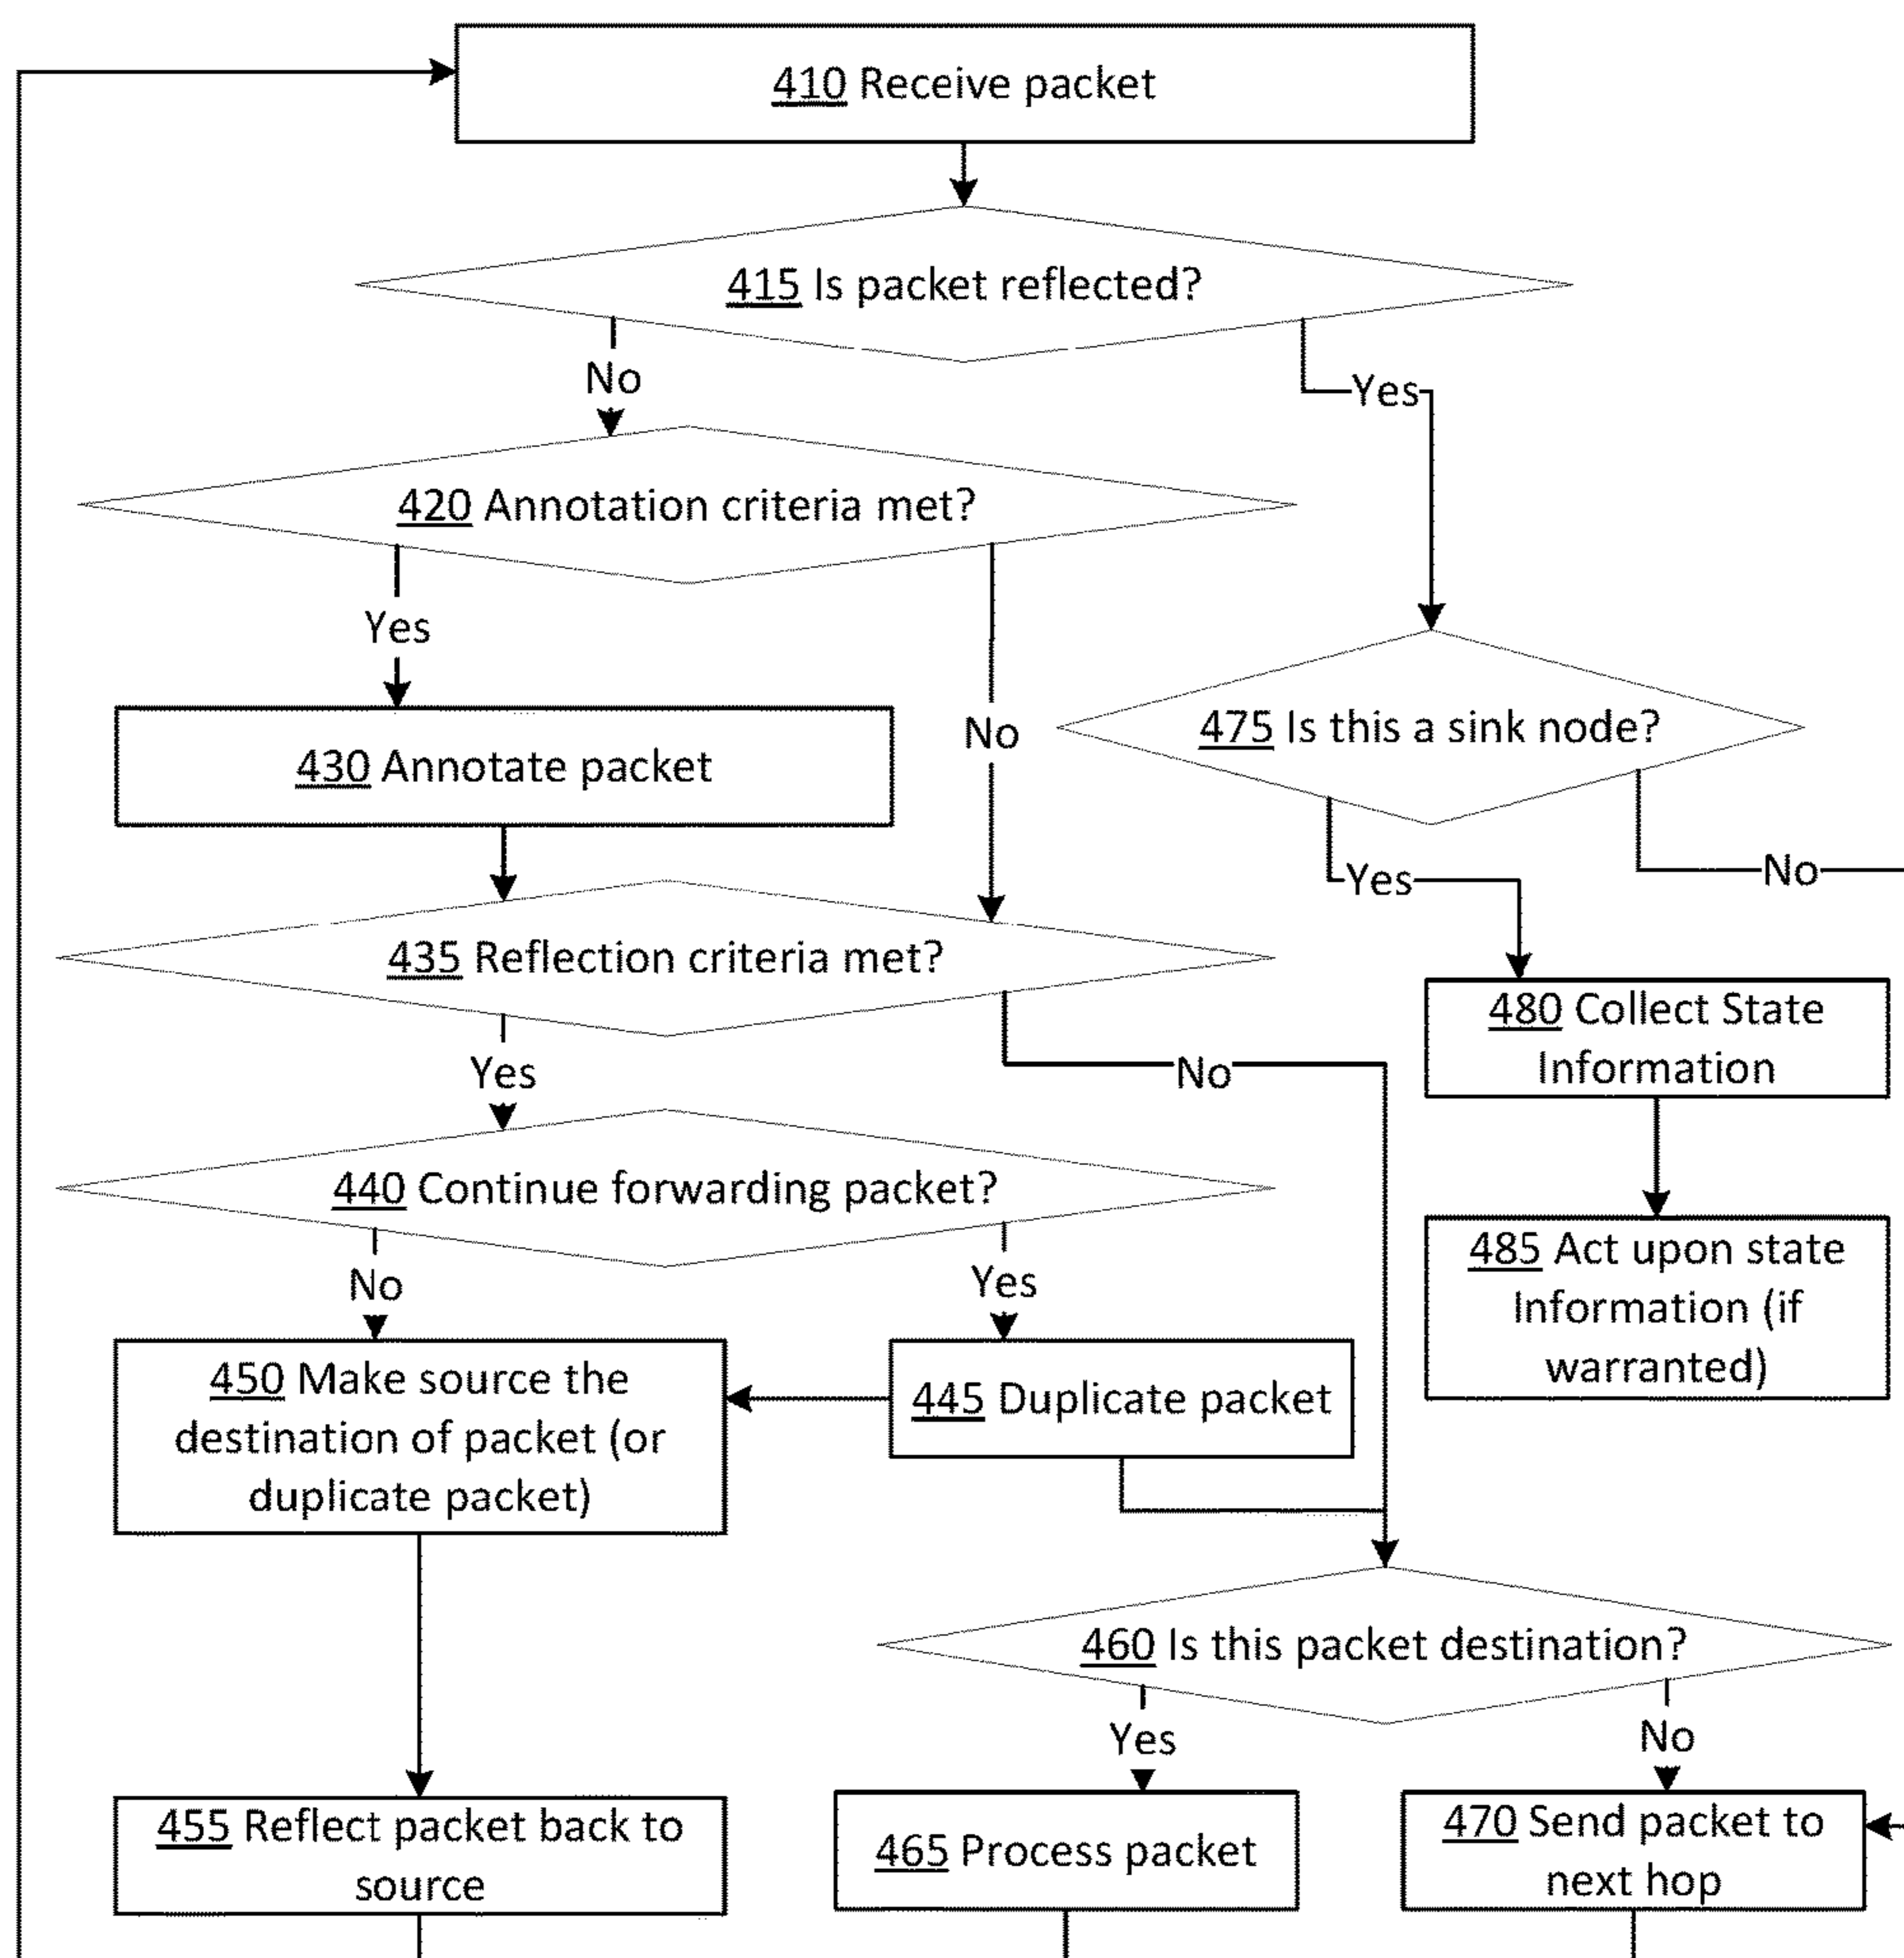 410 Receive packet
415 Is packet reflected?
No
Yes
420 Annotation criteria met?
Yes
No
475 Is this a sink node?
430 Annotate packet
Yes
No
435 Reflection criteria met?
480 Collect State
Information
Yes
No
440 Continue forwarding packet?
485 Act upon state
Information (if
warranted)
No
Yes
450 Make source the
destination of packet (or
duplicate packet)
445 Duplicate packet
460 Is this packet destination?
Yes
No
455 Reflect packet back to
source
465 Process packet
470 Send packet to
next hop